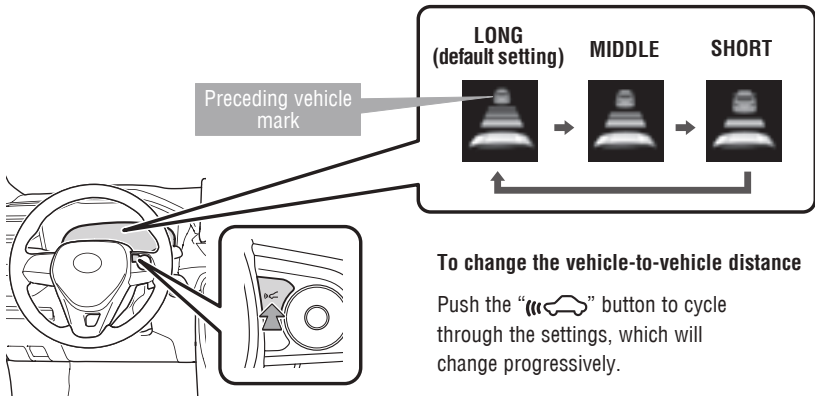 LONG
(default setting)
MIDDLE
SHORT
Preceding vehicle
mark
To change the vehicle-to-vehicle distance
Push the “ ” button to cycle
through the settings, which will
change progressively.